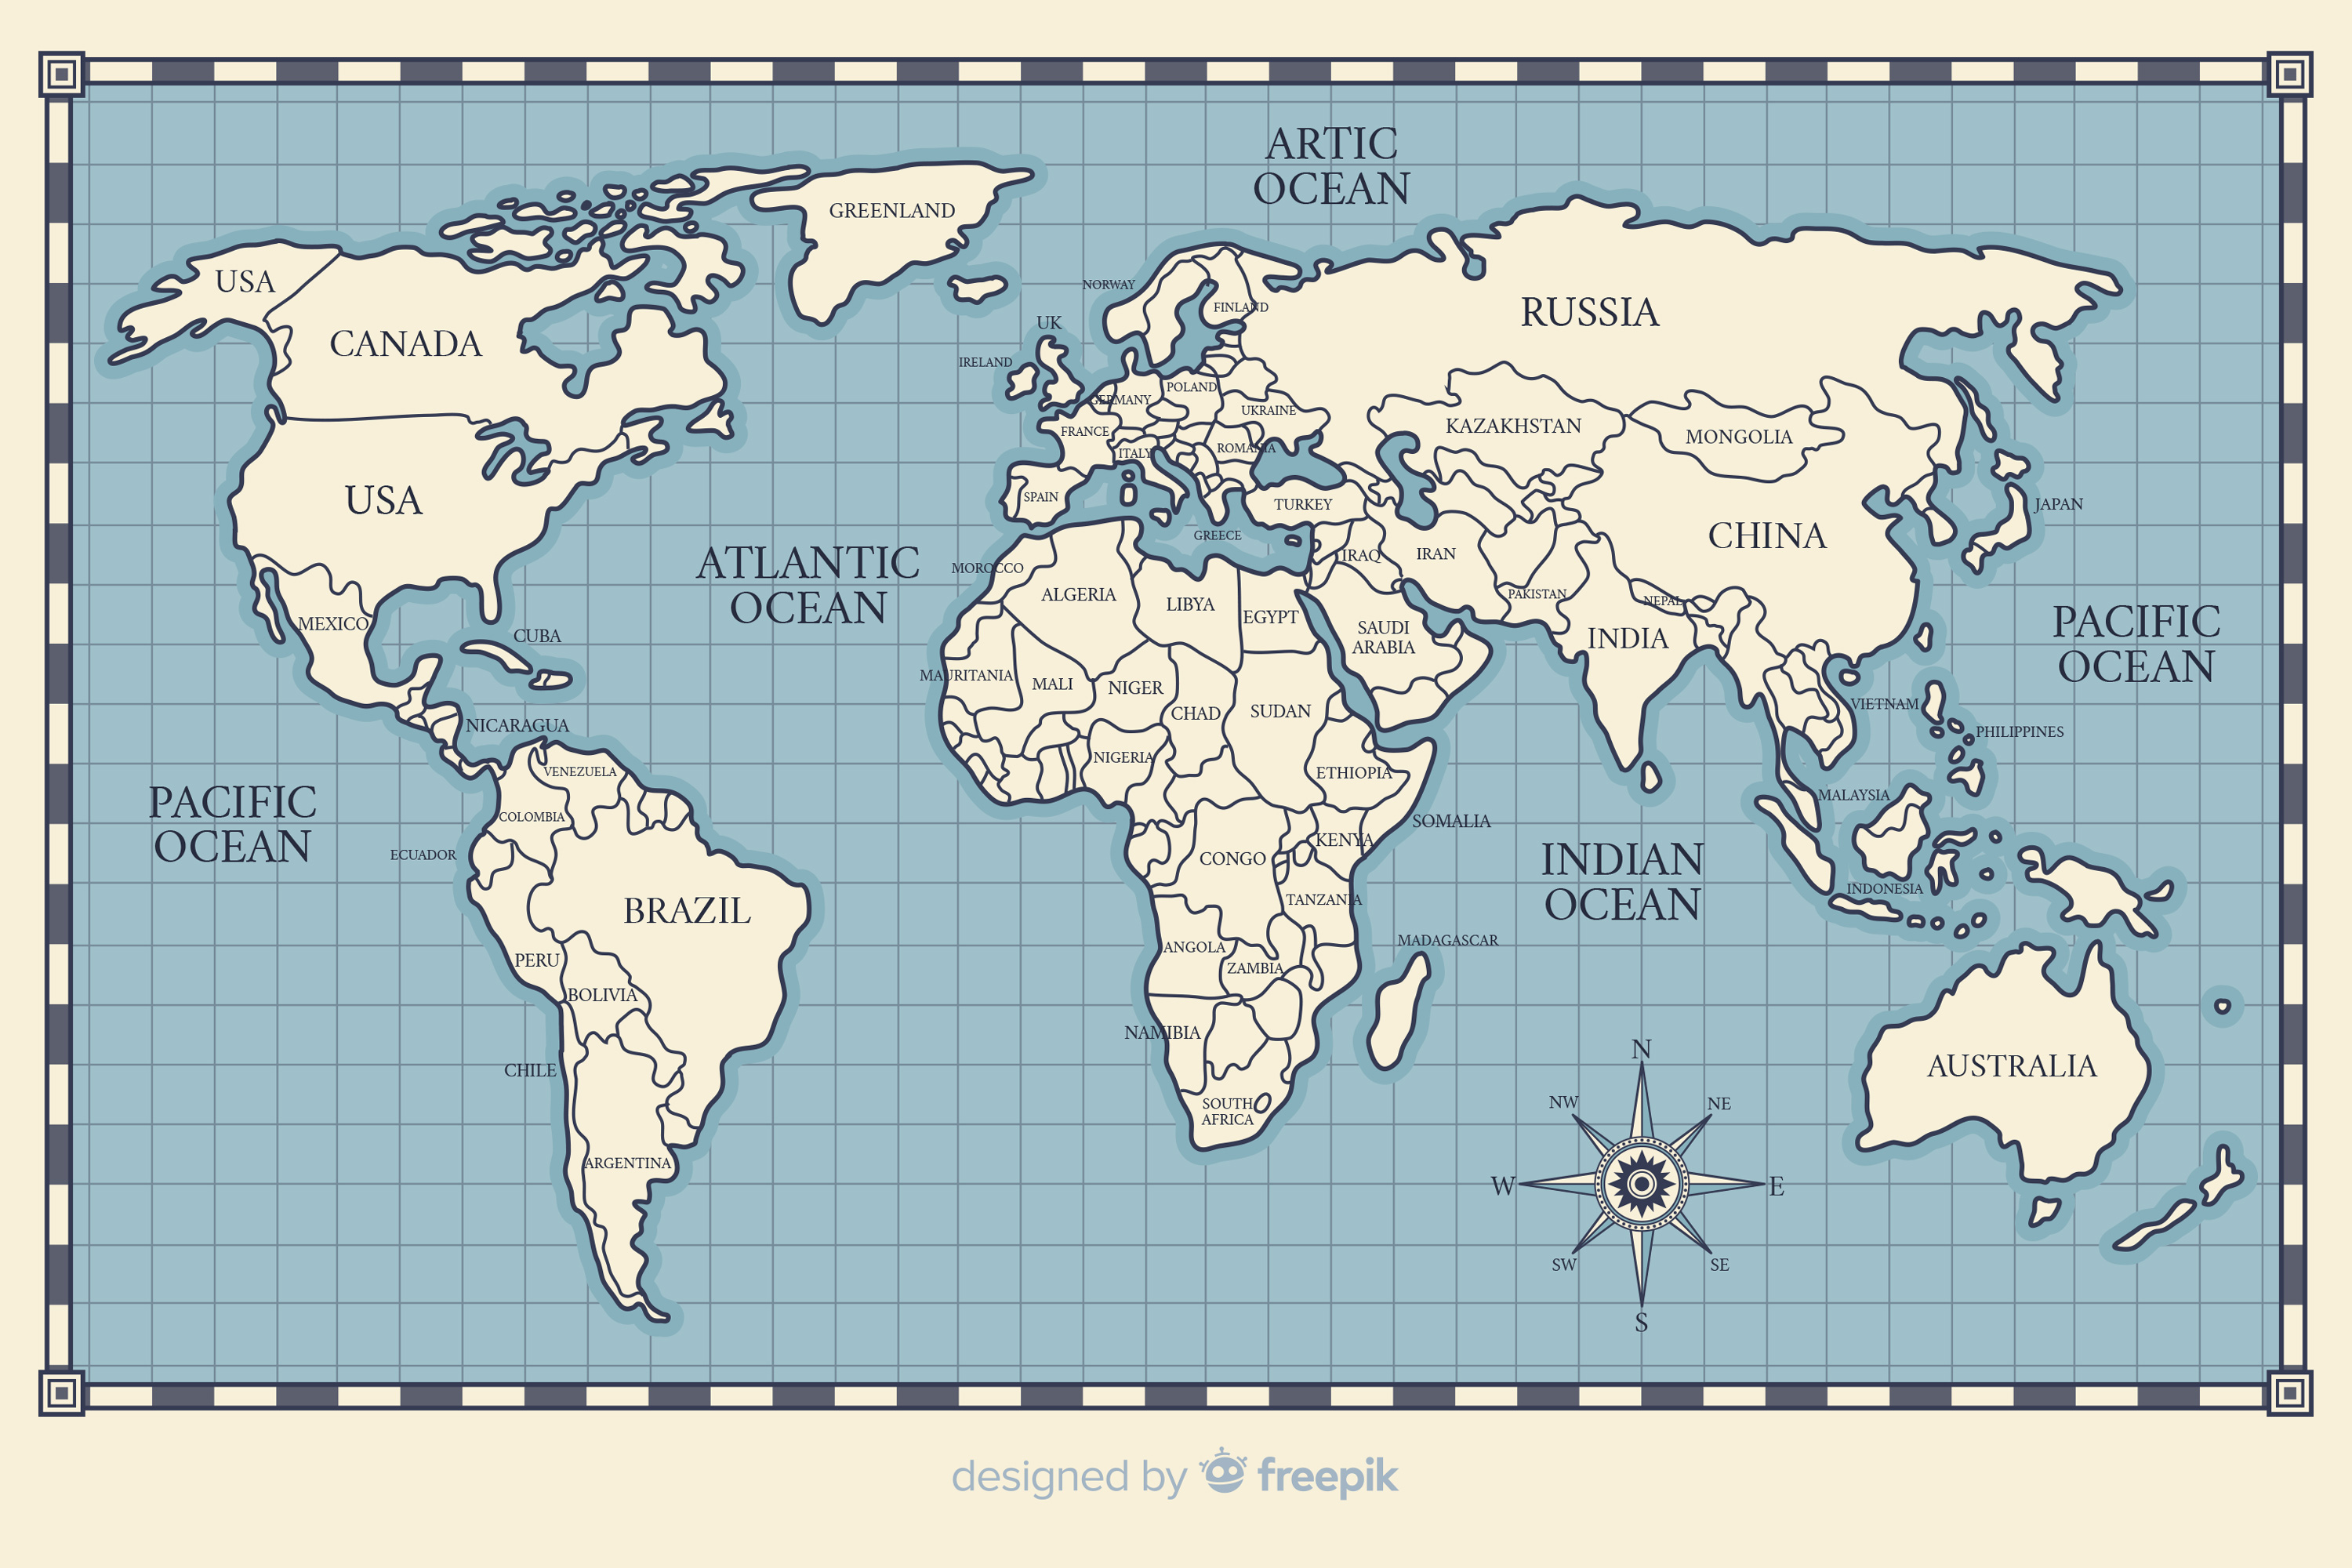 ARTIC
OCEAN
GREENLAND
USA
CANADA
NORWAY
FINLAND
RUSSIA
UK
IRELAND
POLAND
GERMANY
UKRAINE
FRANCE
ROMANIA
ITALY
KAZAKHSTAN
MONGOLIA
USA
SPAIN
TURKEY
GREECE
JAPAN
CHINA
IRAQ
IRAN
ATLANTIC
OCEAN
MOROCCO
ALGERIA
LIBYA
EGYPT
PAKISTAN
NEPAL
SAUDI
ARABIA
INDIA
PACIFIC
OCEAN
MEXICO
CUBA
MAURITANIA
MALI
NIGER
CHAD
SUDAN
VIETNAM
NICARAGUA
PHILIPPINES
NIGERIA
ETHIOPIA
VENEZUELA
MALAYSIA
PACIFIC
OCEAN
COLOMBIA
SOMALIA
KENYA
ECUADOR
CONGO
INDIAN
OCEAN
INDONESIA
TANZANIA
BRAZIL
MADAGASCAR
ANGOLA
PERU
ZAMBIA
BOLIVIA
NAMIBIA
CHILE
AUSTRALIA
SOUTH
AFRICA
ARGENTINA
N
NW
NE
W
E
SW
SE
S
designed by freepik